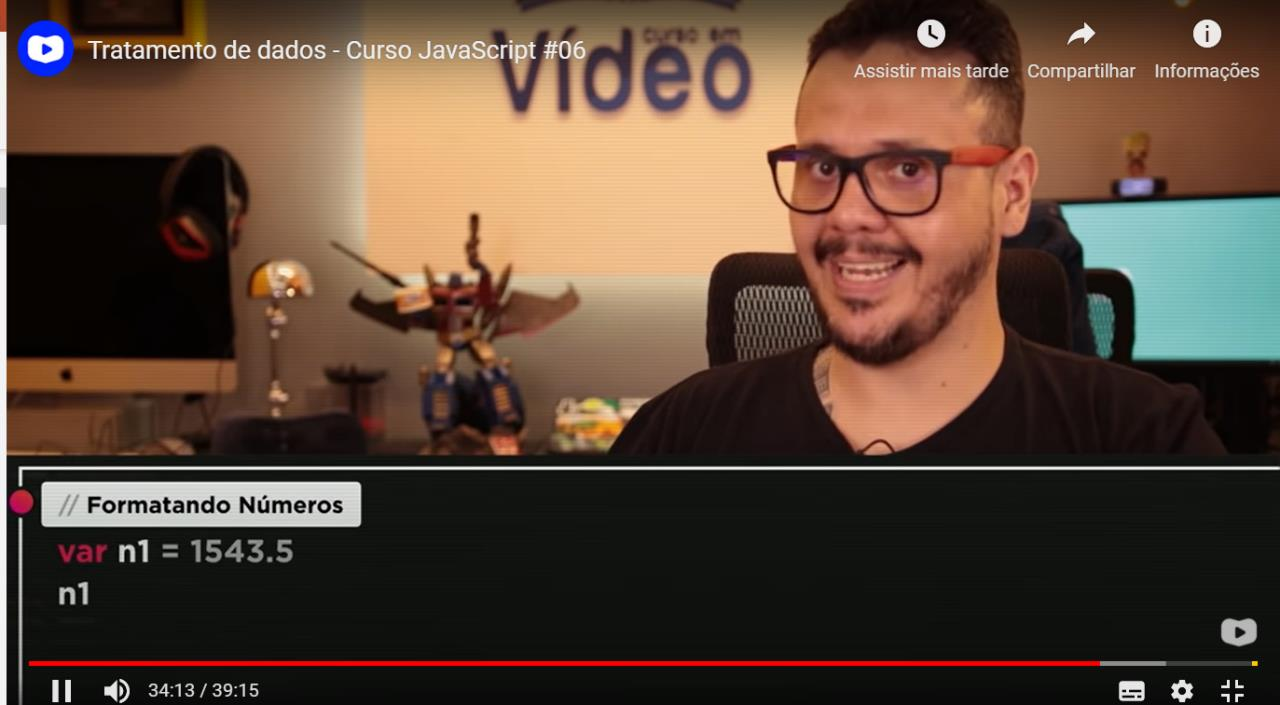 Tratamento de dados - Curso JavaScript #06
Assistir mais tarde
Compartilhar
Informações
curso em
vídeo
// Formatando Números
var n1 = 1543.5
n1
34:13 / 39:15